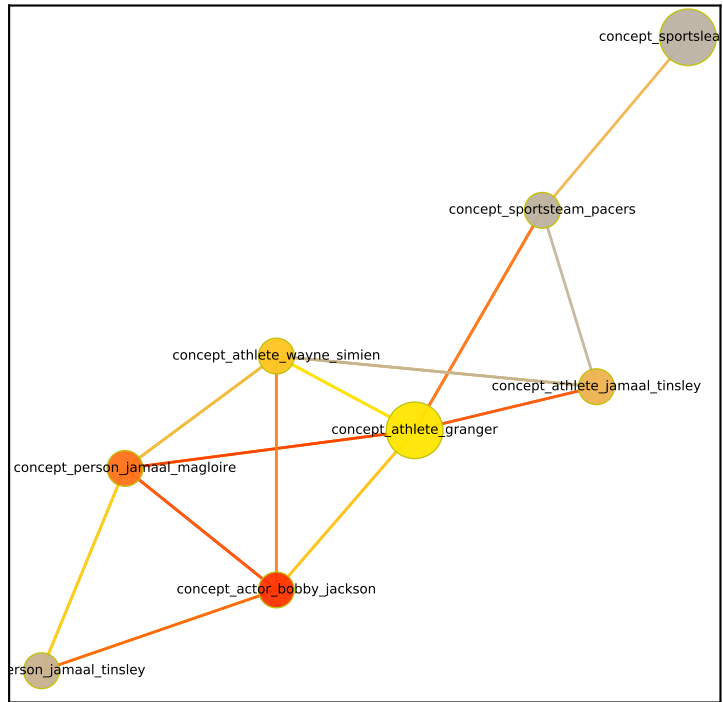 concept_sportslea
concept_sportsteam_pacers
concept_athlete_wayne_simien
concept_athlete_jamaal_tinsley
concept_athlete_granger
concept_person_jamaal_magloire
concept_actor_bobby_jackson
erson_jamaal_tinsley